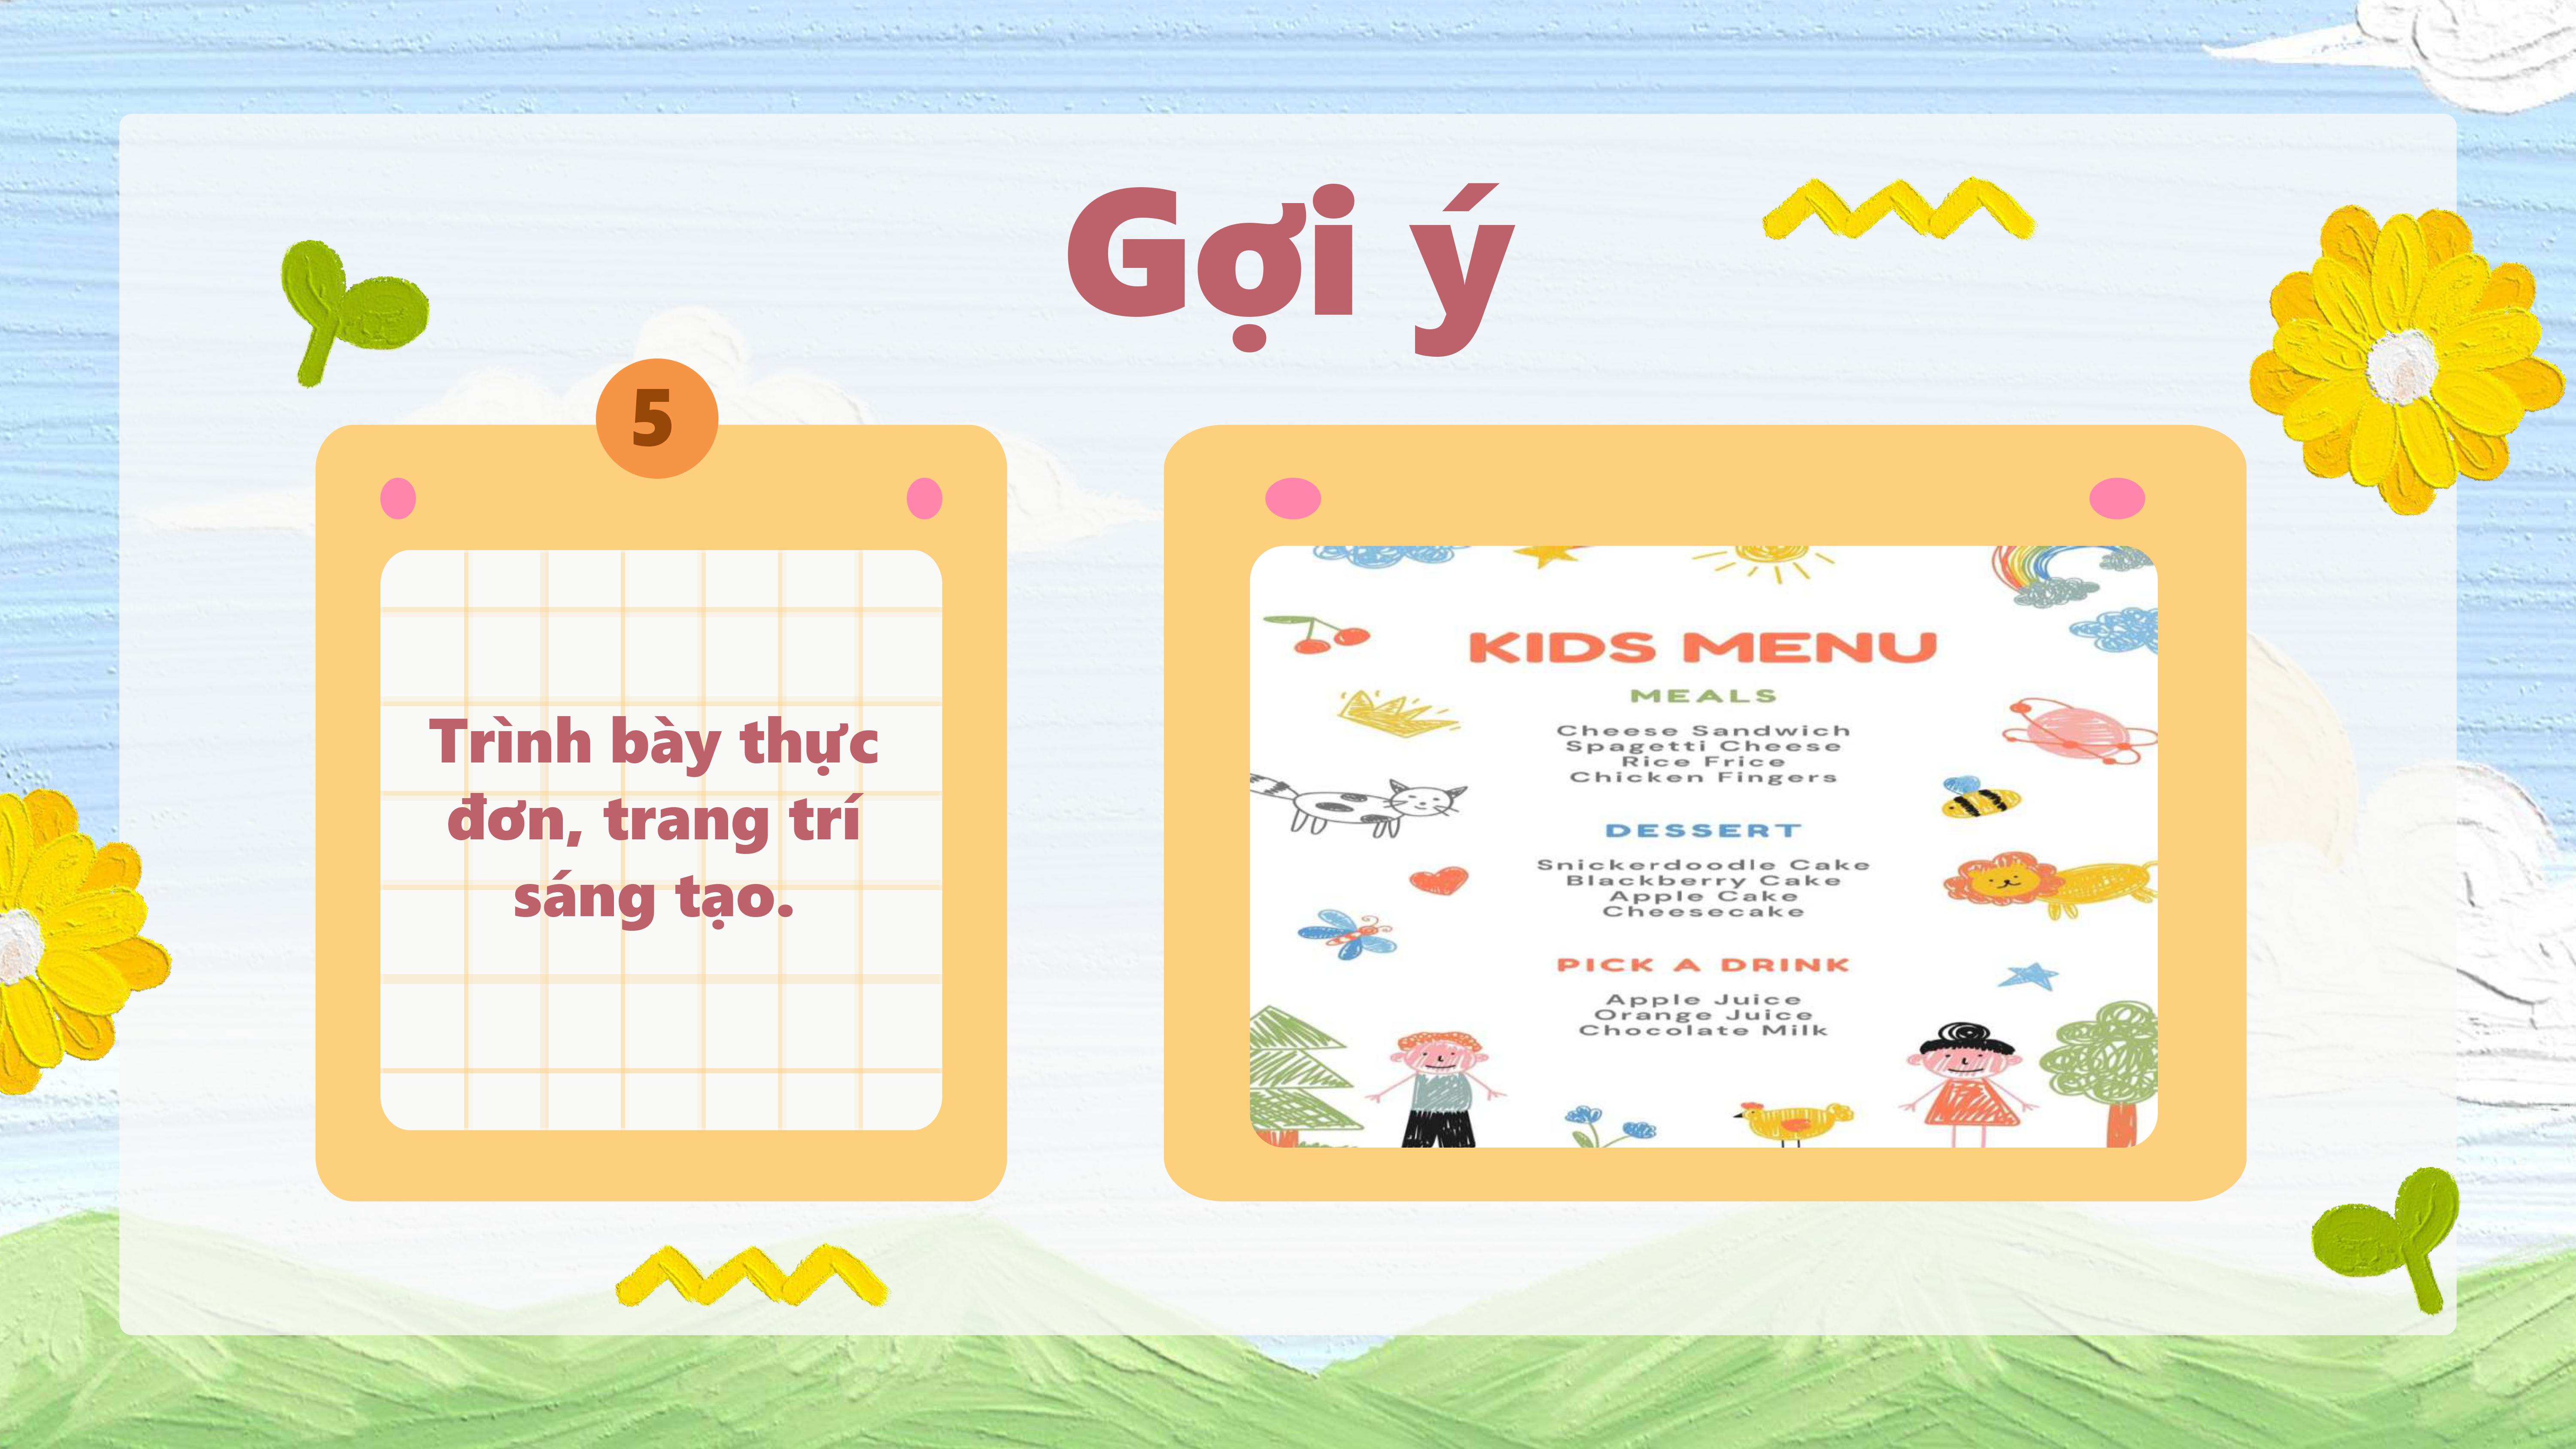 Gợi ý
5
Trình bày thực
đơn, trang trí
sáng tạo.
KIDS MENU
MEALS
Cheese Sandwich
Spagetti Cheese
Rice Frice
Chicken Fingers
DESSERT
Snickerdoodle Cake
Blackberry Cake
Apple Cake
Cheesecake
PICK A DRINK
Apple Juice
Orange Juice
Chocolate Milk